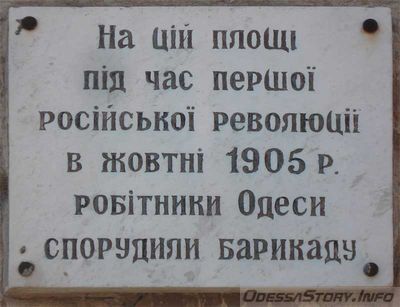 На цій площі
під час першої
російської революції
в жовтні 1905 р.
робітники Одеси
спорудили барикаду
OdessaStory.Info